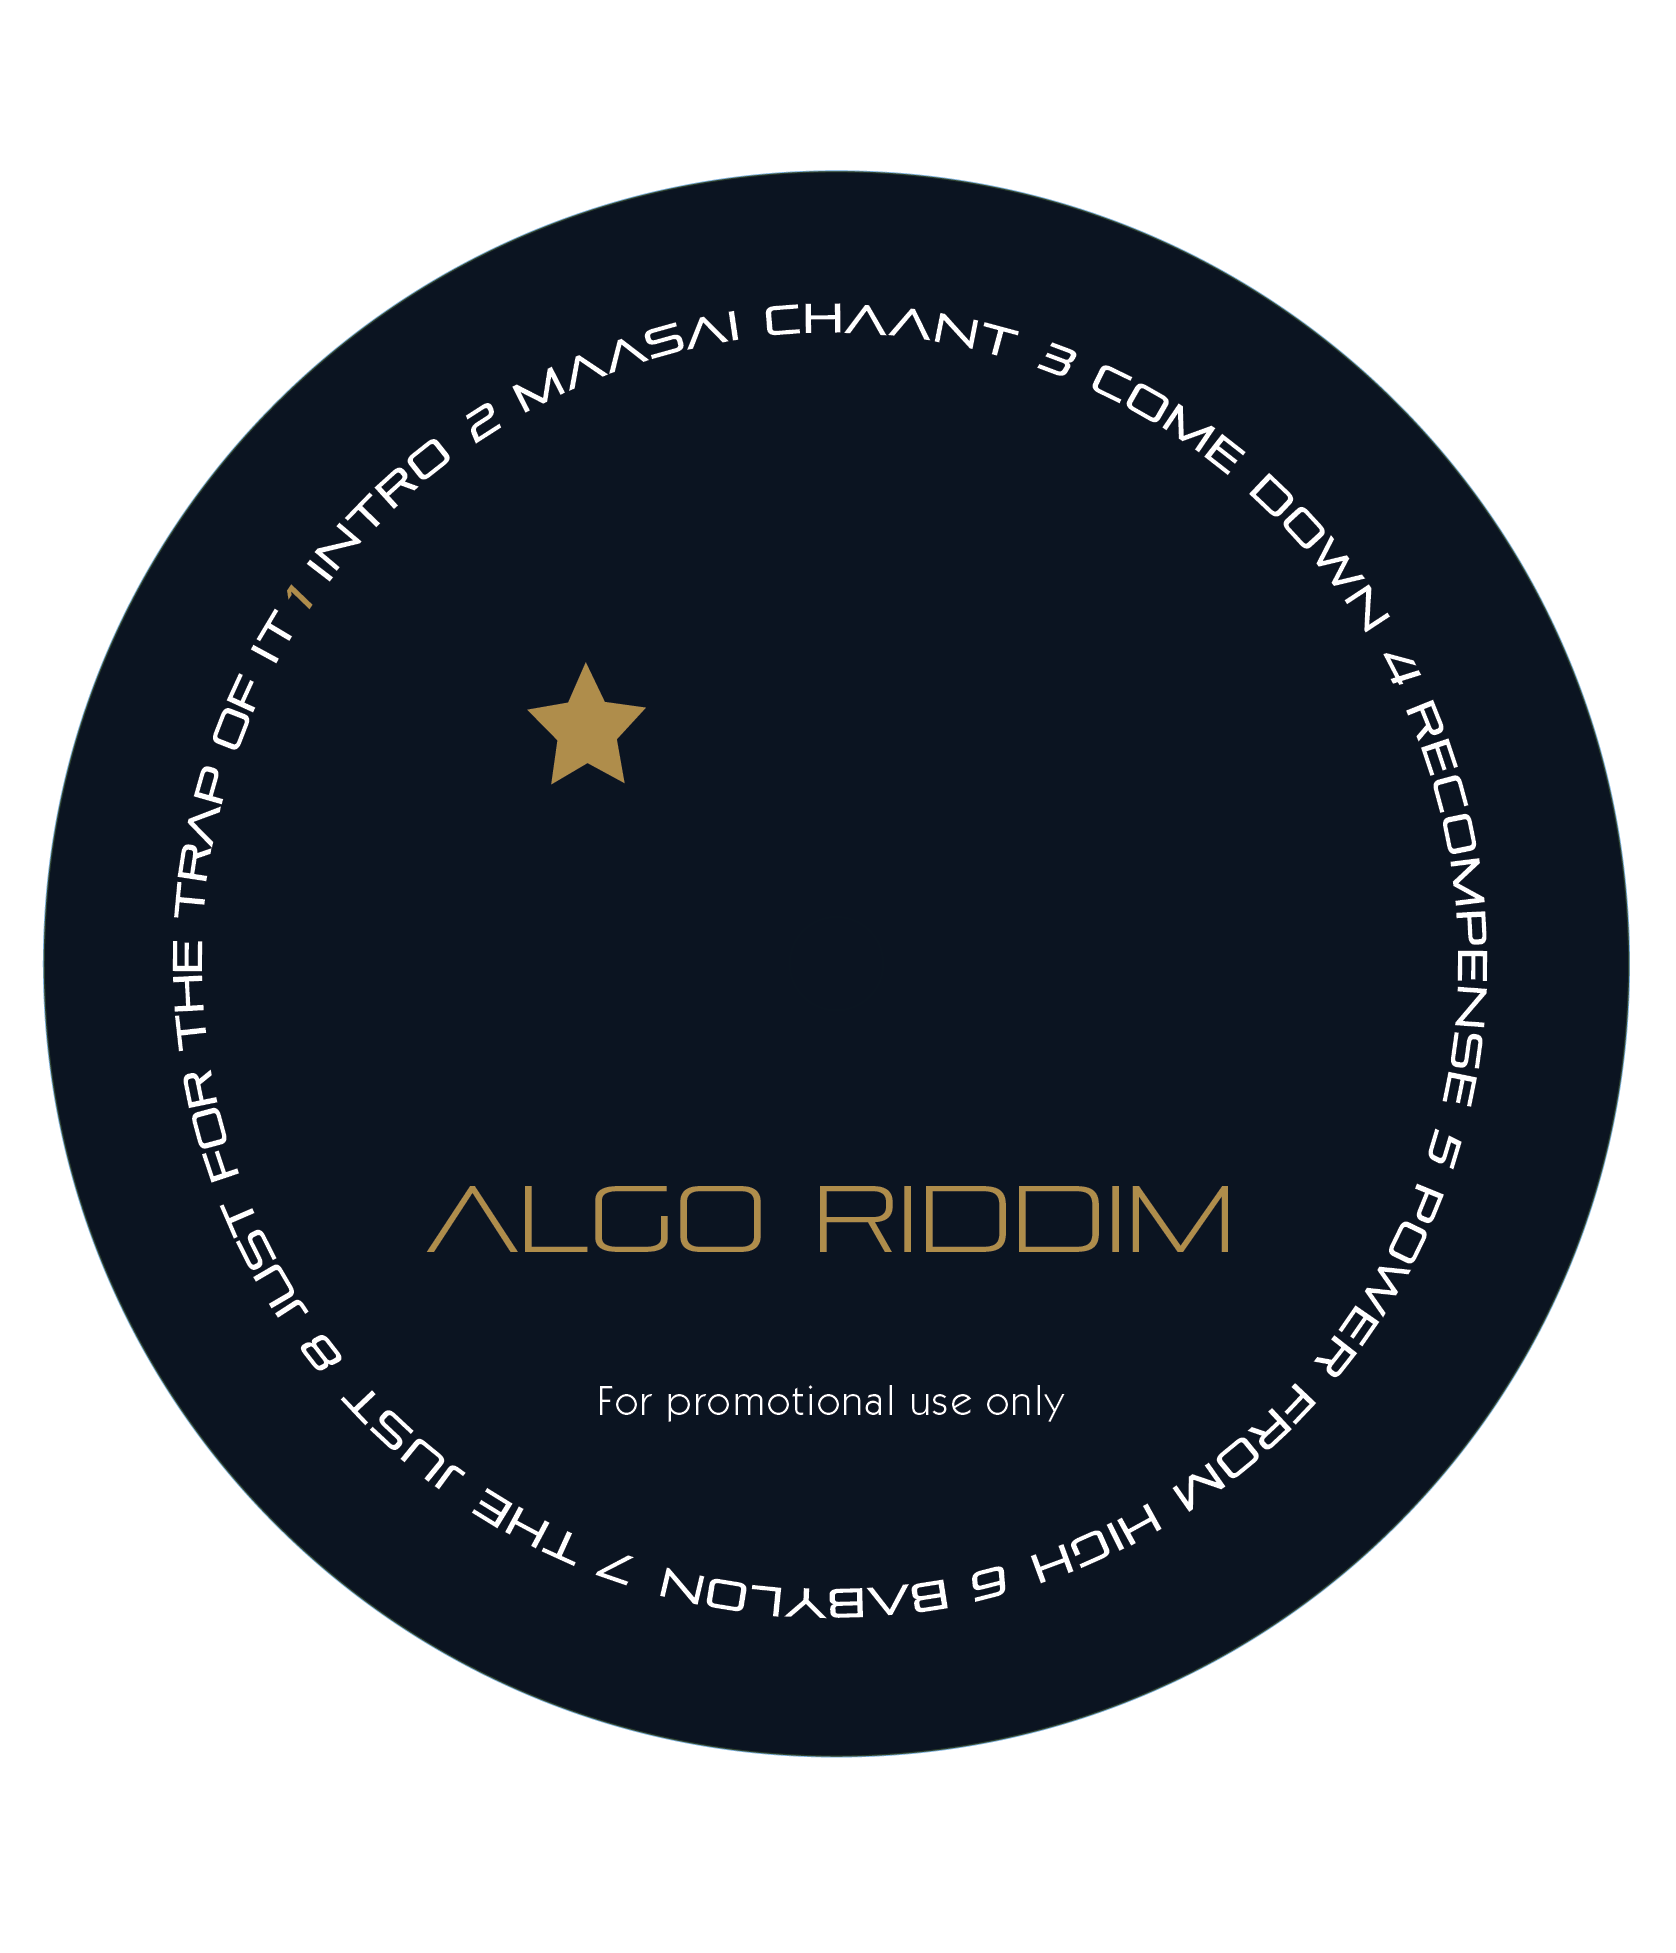 1 INTRO 2 MAASAI CHAANT 3 COME DOWN 4 RECOMPENSE 5 POWER FROM HIGH 6 BABYLON 7 THE JUST 8 JUST FOR THE TRAP OF IT
ALGO RIDDIM
For promotional use only